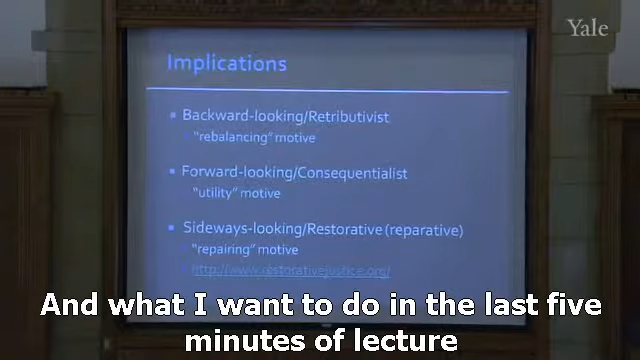 Yale
Implications
Backward-looking/Retributivist
"rebalancing" motive
Forward-looking/Consequentialist
"utility" motive
Sideways-looking/Restorative (reparative)
"repairing" motive
http://www.restorativejustice.org/
And what I want to do in the last five
minutes of lecture